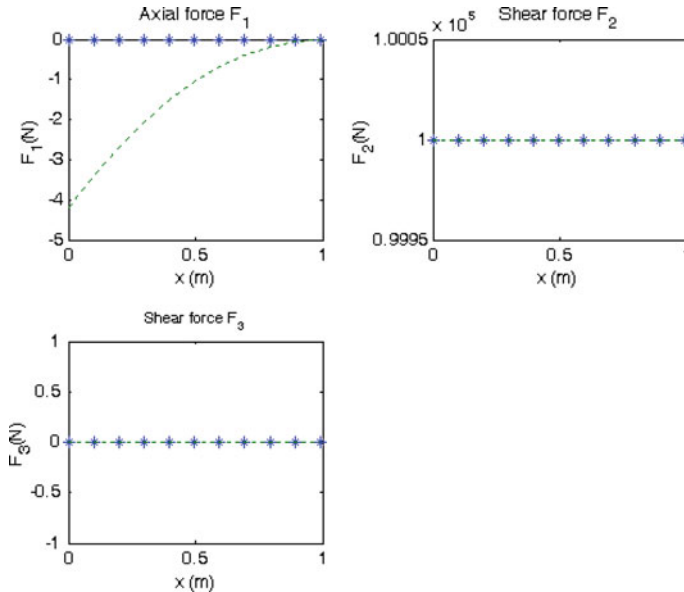 Axial force F1
0
-1
-2
-3
-4
-5
F1(N)
0
0.5
1
x (m)
x 10^5
Shear force F2
1.0005
1
0.9995
F2(N)
0
0.5
1
x (m)
Shear force F3
1
0.5
0
-0.5
-1
F3(N)
0
0.5
1
x (m)